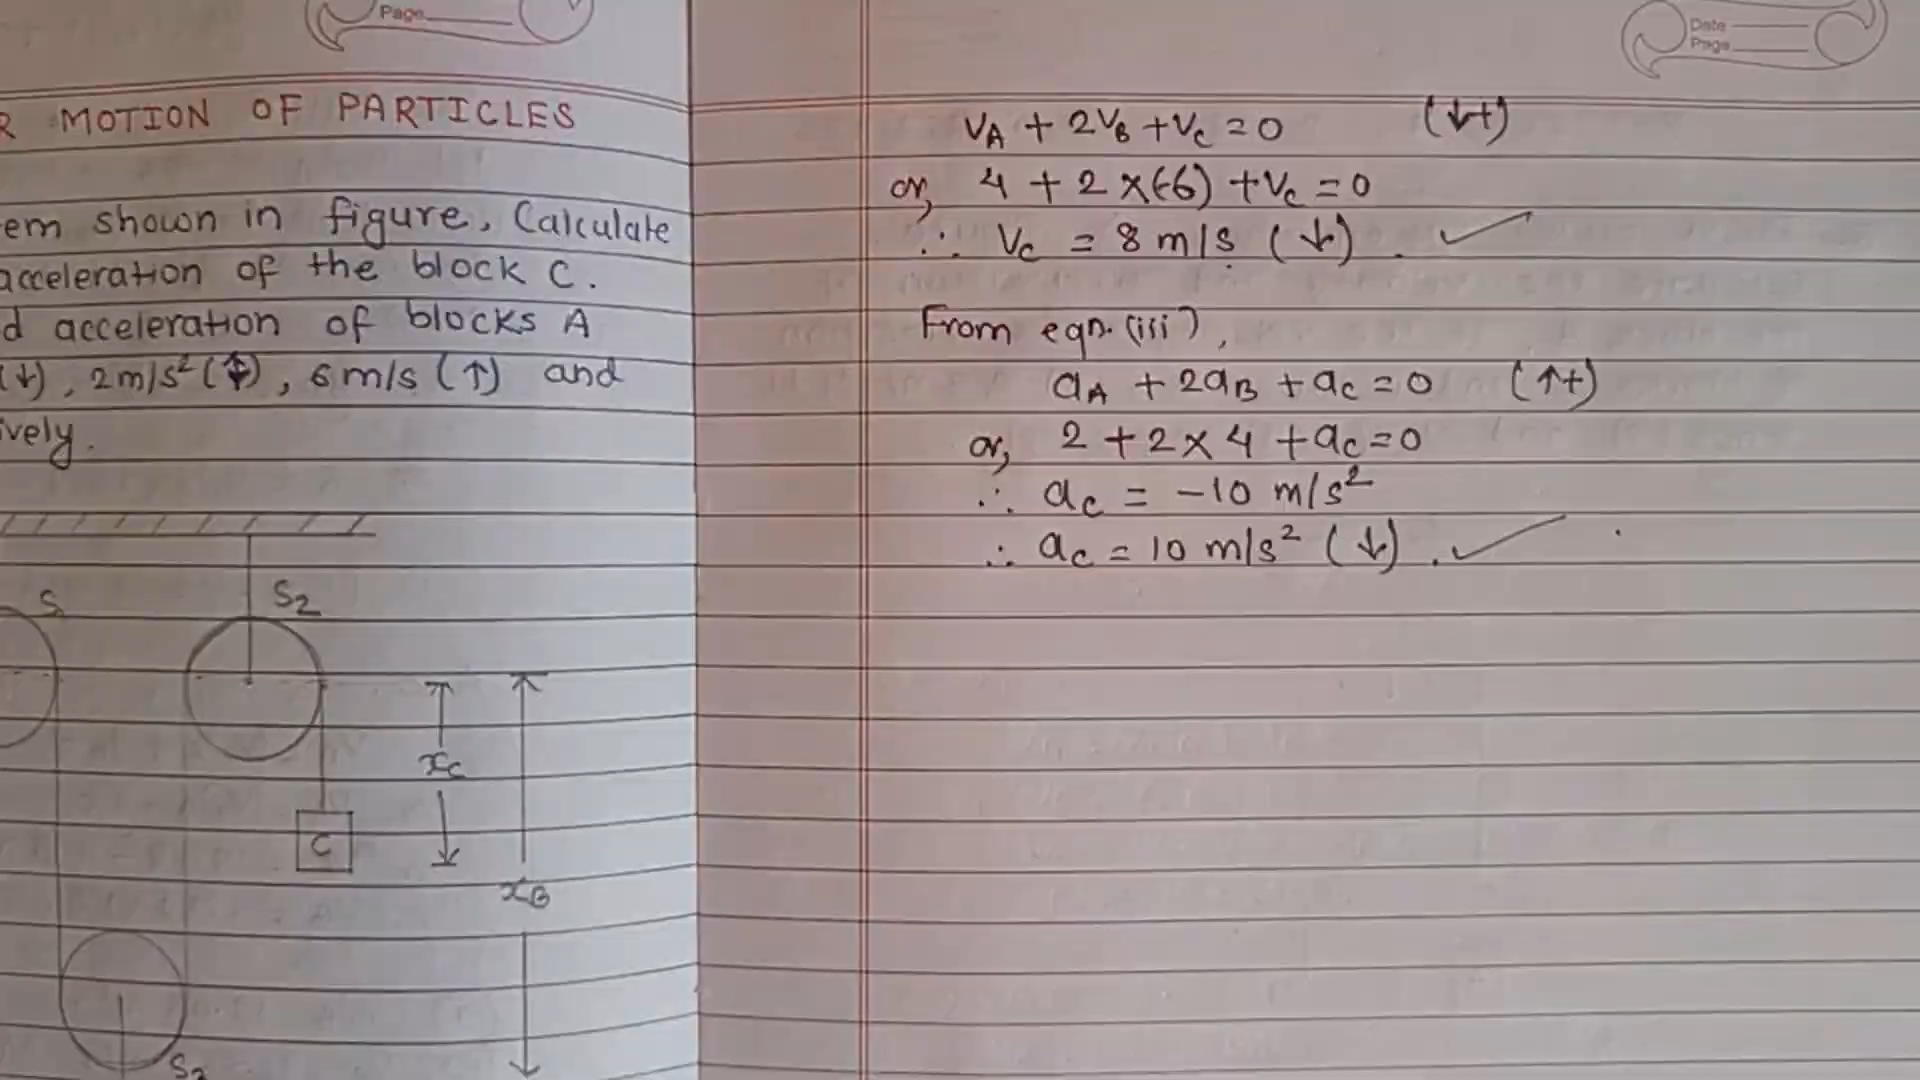 Page
R MOTION OF PARTICLES
em shown in figure, Calculate
acceleration of the block C.
d acceleration of blocks A
(↓), 2m/s² (↑), 6 m/s (↑) and
ively.
S
S2
xc
C
xB
Date
Page
VA + 2VB + Vc = 0 (↓+)
or, 4 + 2 × (-6) + Vc = 0
∴ Vc = 8 m/s (↓).
From eqn. (iii),
aA + 2aB + ac = 0 (↑+)
or, 2 + 2 × 4 + ac = 0
∴ ac = -10 m/s²
∴ ac = 10 m/s² (↓).